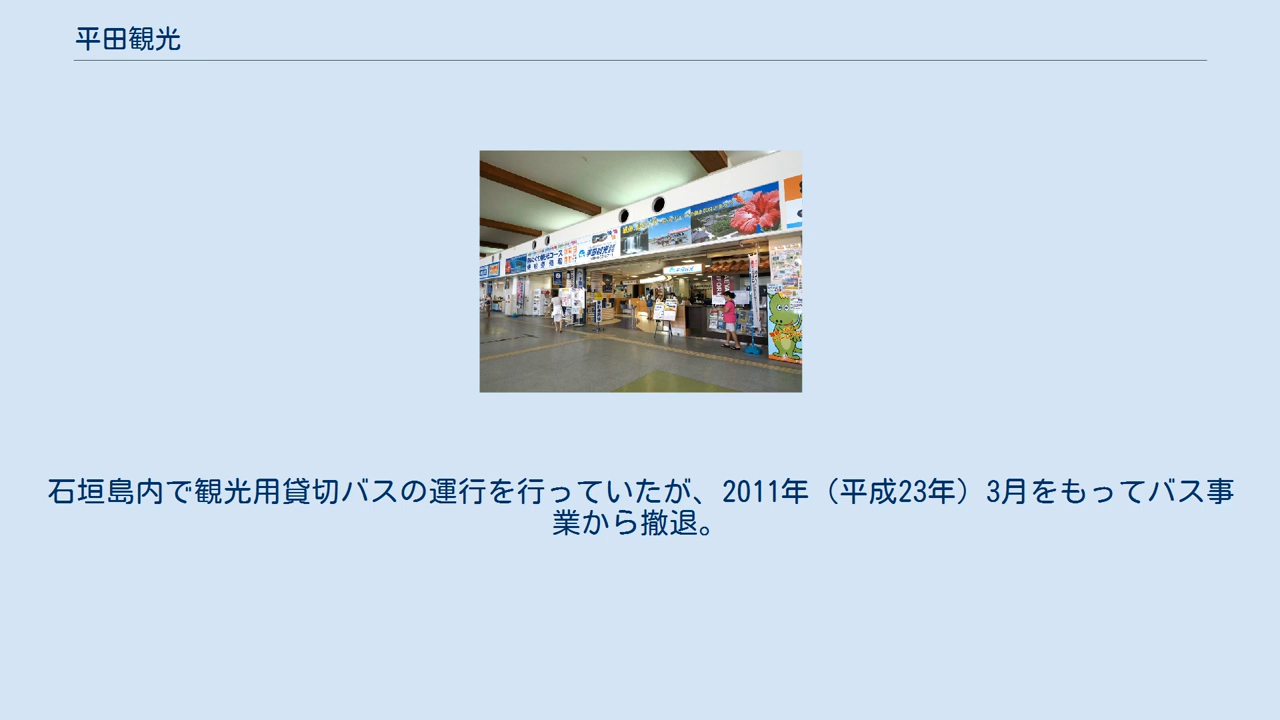 平田観光
石垣島内で観光用貸切バスの運行を行っていたが、2011年（平成23年）3月をもってバス事
業から撤退。